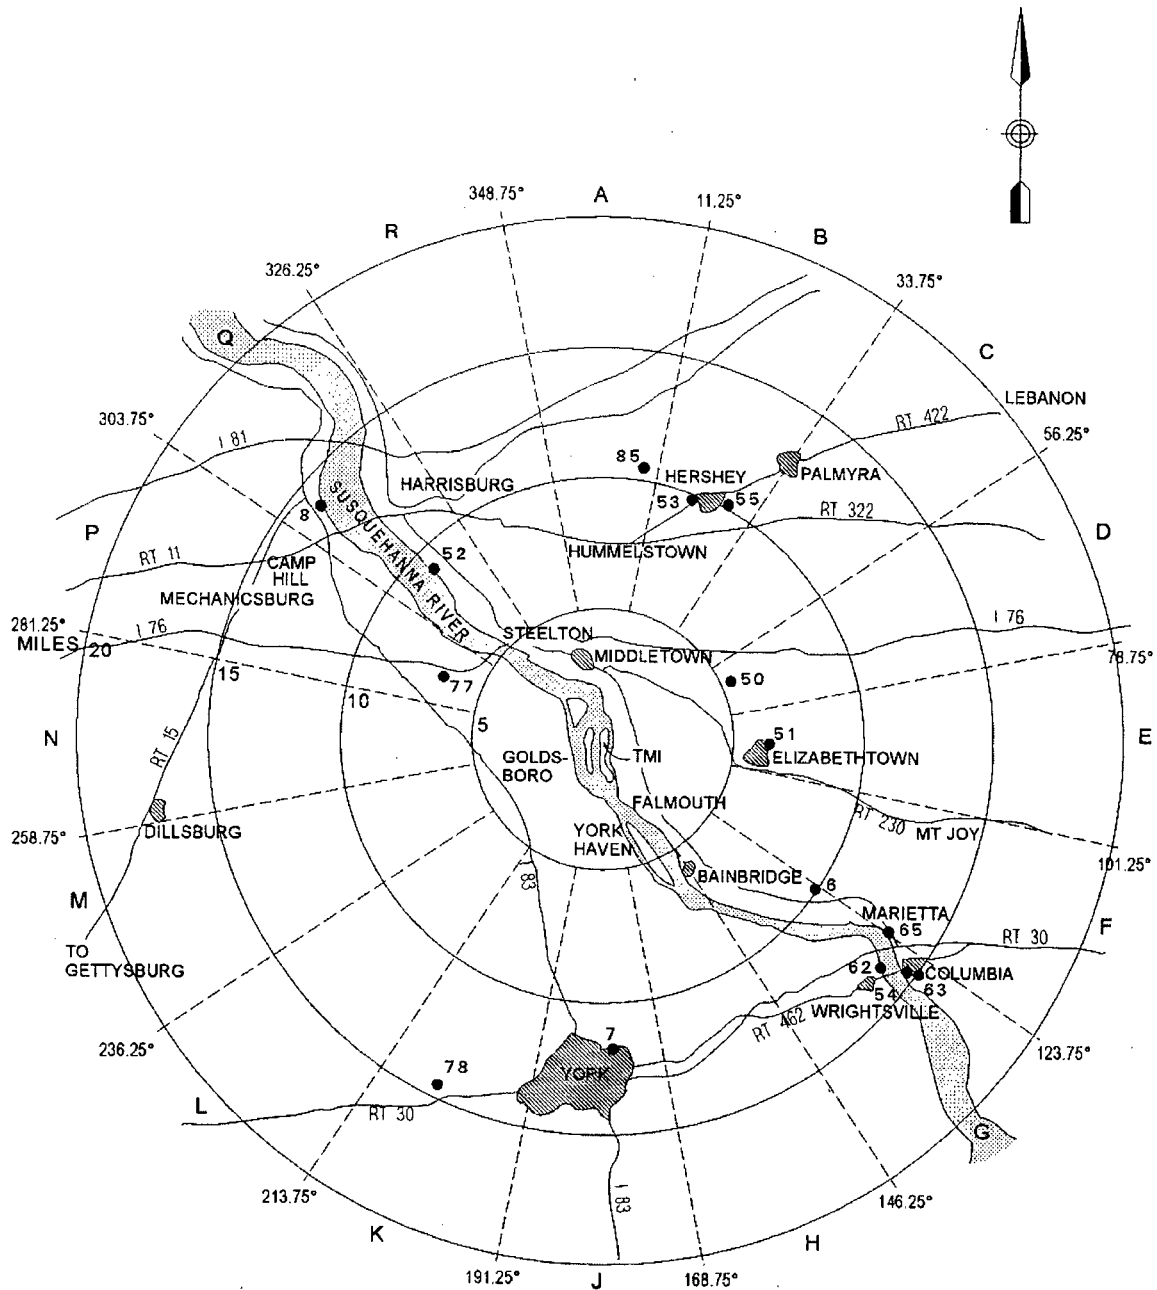 348.75°
A
11.25°
R
B
326.25°
33.75°
Q
C
LEBANON
303.75°
I 81
RT 422
56.25°
85
HERSHEY
PALMYRA
HARRISBURG
53
55
8
SUSQUEHANNA RIVER
RT 322
P
D
RT 11
52
HUMMELSTOWN
CAMP
HILL
MECHANICSBURG
281.25°
I 76
STEELTON
I 76
MILES 20
MIDDLETOWN
78.75°
15
77
50
10
5
N
51
E
RT 15
GOLDS-
BORO
TMI
ELIZABETHTOWN
FALMOUTH
DILLSBURG
YORK
HAVEN
RT 230
MT JOY
258.75°
101.25°
I 83
BAINBRIDGE
6
M
MARIETTA
F
65
RT 30
TO
GETTYSBURG
62
COLUMBIA
54
63
WRIGHTSVILLE
RT 462
236.25°
7
123.75°
78
YORK
L
RT 30
G
213.75°
I 83
146.25°
K
H
191.25°
J
168.75°